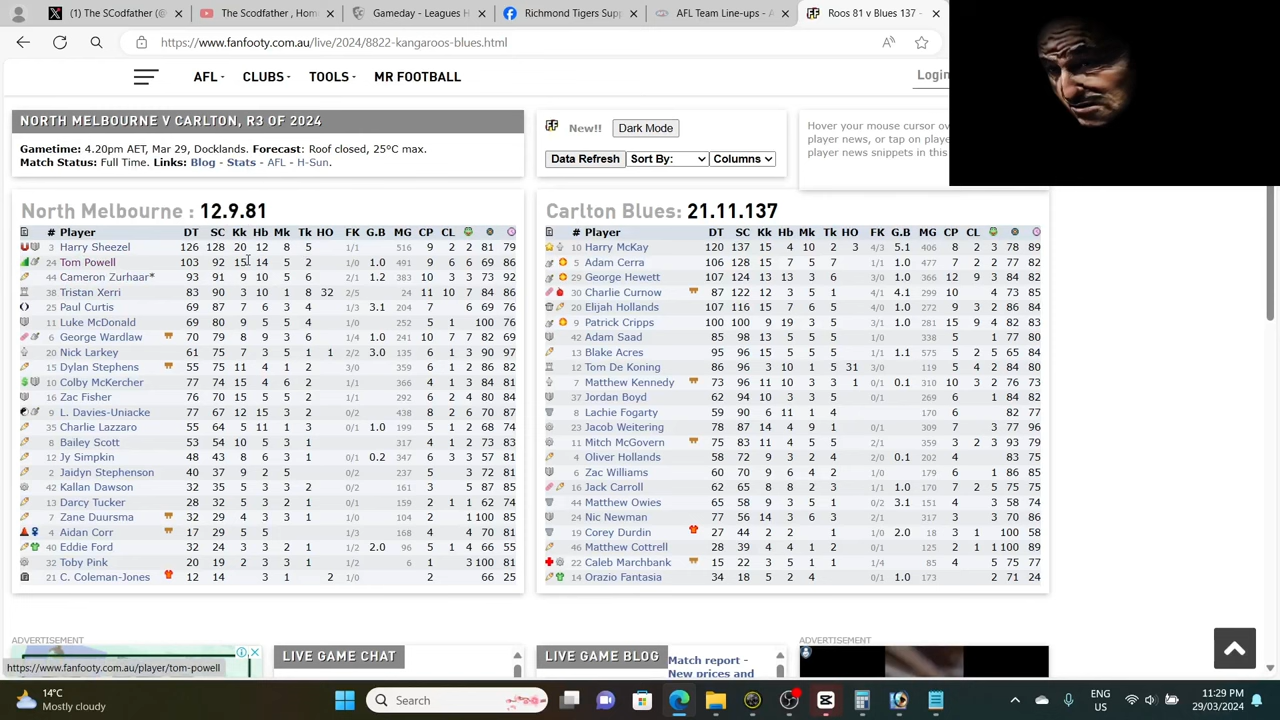 The SCodfather (@
The Scodfather , Hom
Gameday - Leagues H
Richmond Tigers Supp
AFL Team Line-ups - A
Roos 81 v Blues 137 -
https://www.fanfooty.com.au/live/2024/8822-kangaroos-blues.html
AFL CLUBS TOOLS MR FOOTBALL
Login
NORTH MELBOURNE V CARLTON, R3 OF 2024
Gametime: 4.20pm AET, Mar 29,Docklands. Forecast: Roof closed, 25°C max.
Match Status: Full Time. Links: Blog - Stats - AFL - H-Sun.
New!! Dark Mode
Data Refresh Sort By: Columns
Hover your mouse cursor ov
player news, or tap on playe
player news snippets in this
North Melbourne : 12.9.81
# Player DT SC Kk Hb Mk Tk HO FK G.B MG CP CL
3 Harry Sheezel 126 128 20 12 8 5 1/1 516 9 2 2 81 79
24 Tom Powell 103 92 15 14 5 2 1/0 1.0 491 9 6 6 69 86
44 Cameron Zurhaar* 93 91 9 10 5 6 2/1 1.2 383 10 3 3 73 92
38 Tristan Xerri 83 90 3 10 1 8 32 2/5 24 11 10 7 84 86
25 Paul Curtis 69 87 7 6 3 4 1/3 3.1 204 7 6 69 76
11 Luke McDonald 69 80 9 5 5 4 1/0 252 5 1 100 76
6 George Wardlaw 70 79 8 9 3 3 1/4 1.0 241 10 7 7 82 69
20 Nick Larkey 61 75 7 3 5 1 1 2/2 3.0 135 6 1 3 90 97
15 Dylan Stephens 55 75 11 4 1 2 3/0 359 6 1 2 86 82
10 Colby McKercher 77 74 15 4 6 2 1/1 366 4 1 3 84 81
16 Zac Fisher 76 70 15 5 5 2 1/1 292 6 2 4 80 84
9 L. Davies-Uniacke 77 67 12 15 3 2 0/2 438 8 2 6 70 87
35 Charlie Lazzaro 55 64 5 11 3 1 0/0 1.0 199 5 1 2 68 74
8 Bailey Scott 53 54 10 5 3 1 317 4 1 2 73 83
12 Jy Simpkin 48 43 8 6 3 1 0/1 0.2 347 6 3 3 57 81
2 Jaidyn Stephenson 40 37 9 2 5 0/2 237 5 3 72 81
42 Kallan Dawson 32 35 5 3 3 2 0/2 161 3 5 87 85
13 Darcy Tucker 28 32 5 3 2 1 0/1 159 2 1 1 62 74
7 Zane Duursma 32 29 4 3 3 1 1/0 104 2 1 100 80
4 Aidan Corr 17 29 5 5 3/1 168 4 4 70 81
40 Eddie Ford 32 24 3 3 2 1 1/2 2.0 96 5 1 4 66 55
32 Toby Pink 20 19 2 3 3 1 1/2 6 1 3 100 81
21 C. Coleman-Jones 12 14 3 1 2 1/0 2 66 25
Carlton Blues: 21.11.137
# Player DT SC Kk Hb Mk Tk HO FK G.B MG CP CL
10 Harry McKay 120 137 15 4 10 2 3 4/3 5.1 406 8 2 3 78 89
5 Adam Cerra 106 128 15 7 5 7 1/1 1.0 477 7 2 2 77 82
29 George Hewett 107 124 13 13 3 6 3/0 1.0 366 12 9 3 84 82
30 Charlie Curnow 87 122 12 3 5 1 4/1 4.1 299 10 4 73 85
20 Elijah Hollands 107 116 15 7 8 6 4/0 1.0 272 9 3 2 86 84
9 Patrick Cripps 100 100 9 19 3 5 3/1 1.0 281 15 9 4 82 83
42 Adam Saad 85 98 13 5 5 5 1/0 338 5 1 77 80
13 Blake Acres 95 96 15 5 5 5 1/1 1.1 575 5 2 5 65 84
12 Tom De Koning 86 96 3 10 1 5 31 3/0 119 5 4 2 84 80
7 Matthew Kennedy 73 96 11 10 3 3 1 0/1 0.1 310 10 3 2 76 73
37 Jordan Boyd 62 94 10 3 3 5 0/1 269 6 1 84 82
8 Lachie Fogarty 59 90 6 11 1 4 170 6 82 77
23 Jacob Weitering 78 87 14 4 9 1 0/1 309 7 3 77 96
11 Mitch McGovern 75 83 11 4 5 5 2/1 359 3 2 3 93 79
4 Oliver Hollands 58 72 9 3 2 4 2/0 0.1 202 4 83 75
6 Zac Williams 60 70 9 6 4 2 1/0 179 6 1 86 85
16 Jack Carroll 62 65 8 8 2 3 1/1 1.0 170 7 2 5 75 75
44 Matthew Owies 65 58 9 3 5 1 0/2 3.1 151 4 3 58 74
24 Nic Newman 77 56 14 3 6 3 2/1 317 3 3 70 86
19 Corey Durdin 27 44 2 2 1 1/0 2.0 18 3 1 100 58
46 Matthew Cottrell 28 39 4 4 1 2 0/1 125 2 1 1 100 89
22 Caleb Marchbank 15 22 3 5 1 1 1/4 85 4 5 75 77
14 Orazio Fantasia 34 18 5 2 4 0/1 1.0 173 2 71 24
ADVERTISEMENT
LIVE GAME CHAT
LIVE GAME BLOG
Match report -
New prices and
ADVERTISEMENT
https://www.fanfooty.com.au/player/tom-powell
14°C
Mostly cloudy
Search
ENG
US
11:29 PM
29/03/2024